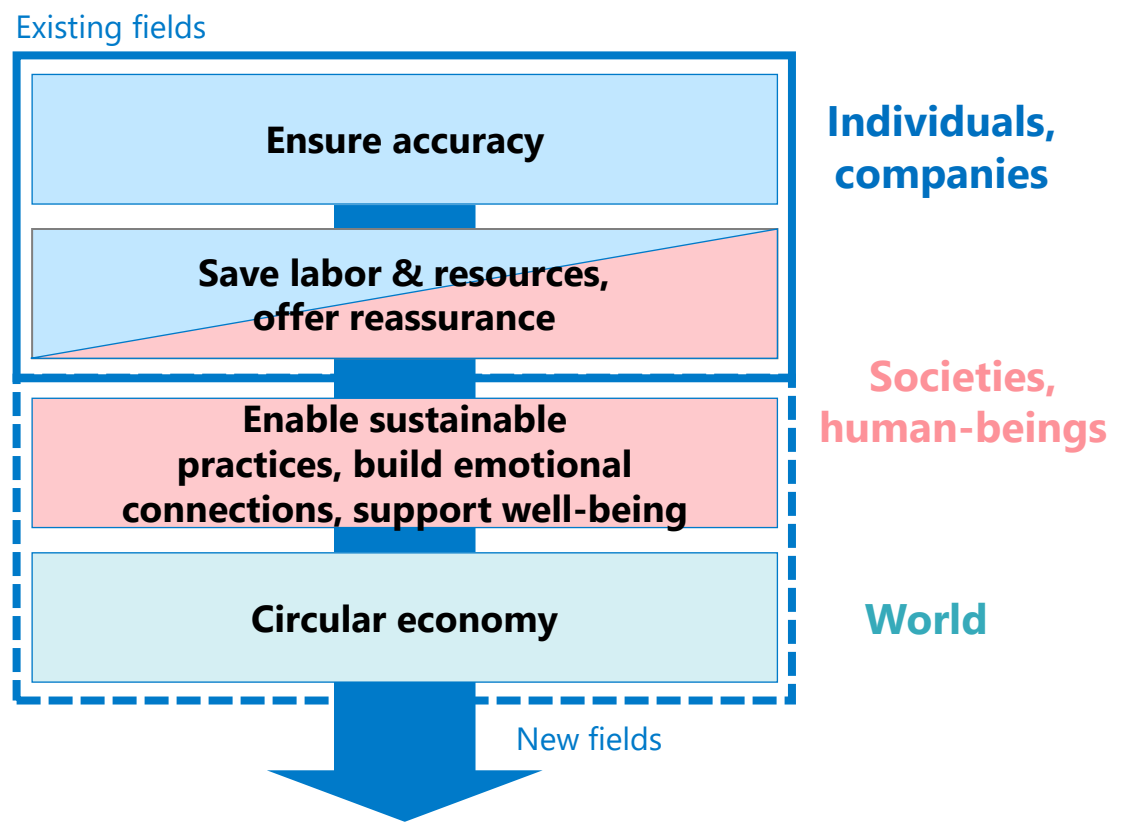 Existing fields
Ensure accuracy
Individuals,
companies
Save labor & resources,
offer reassurance
Societies,
human-beings
Enable sustainable
practices, build emotional
connections, support well-being
Circular economy
World
New fields